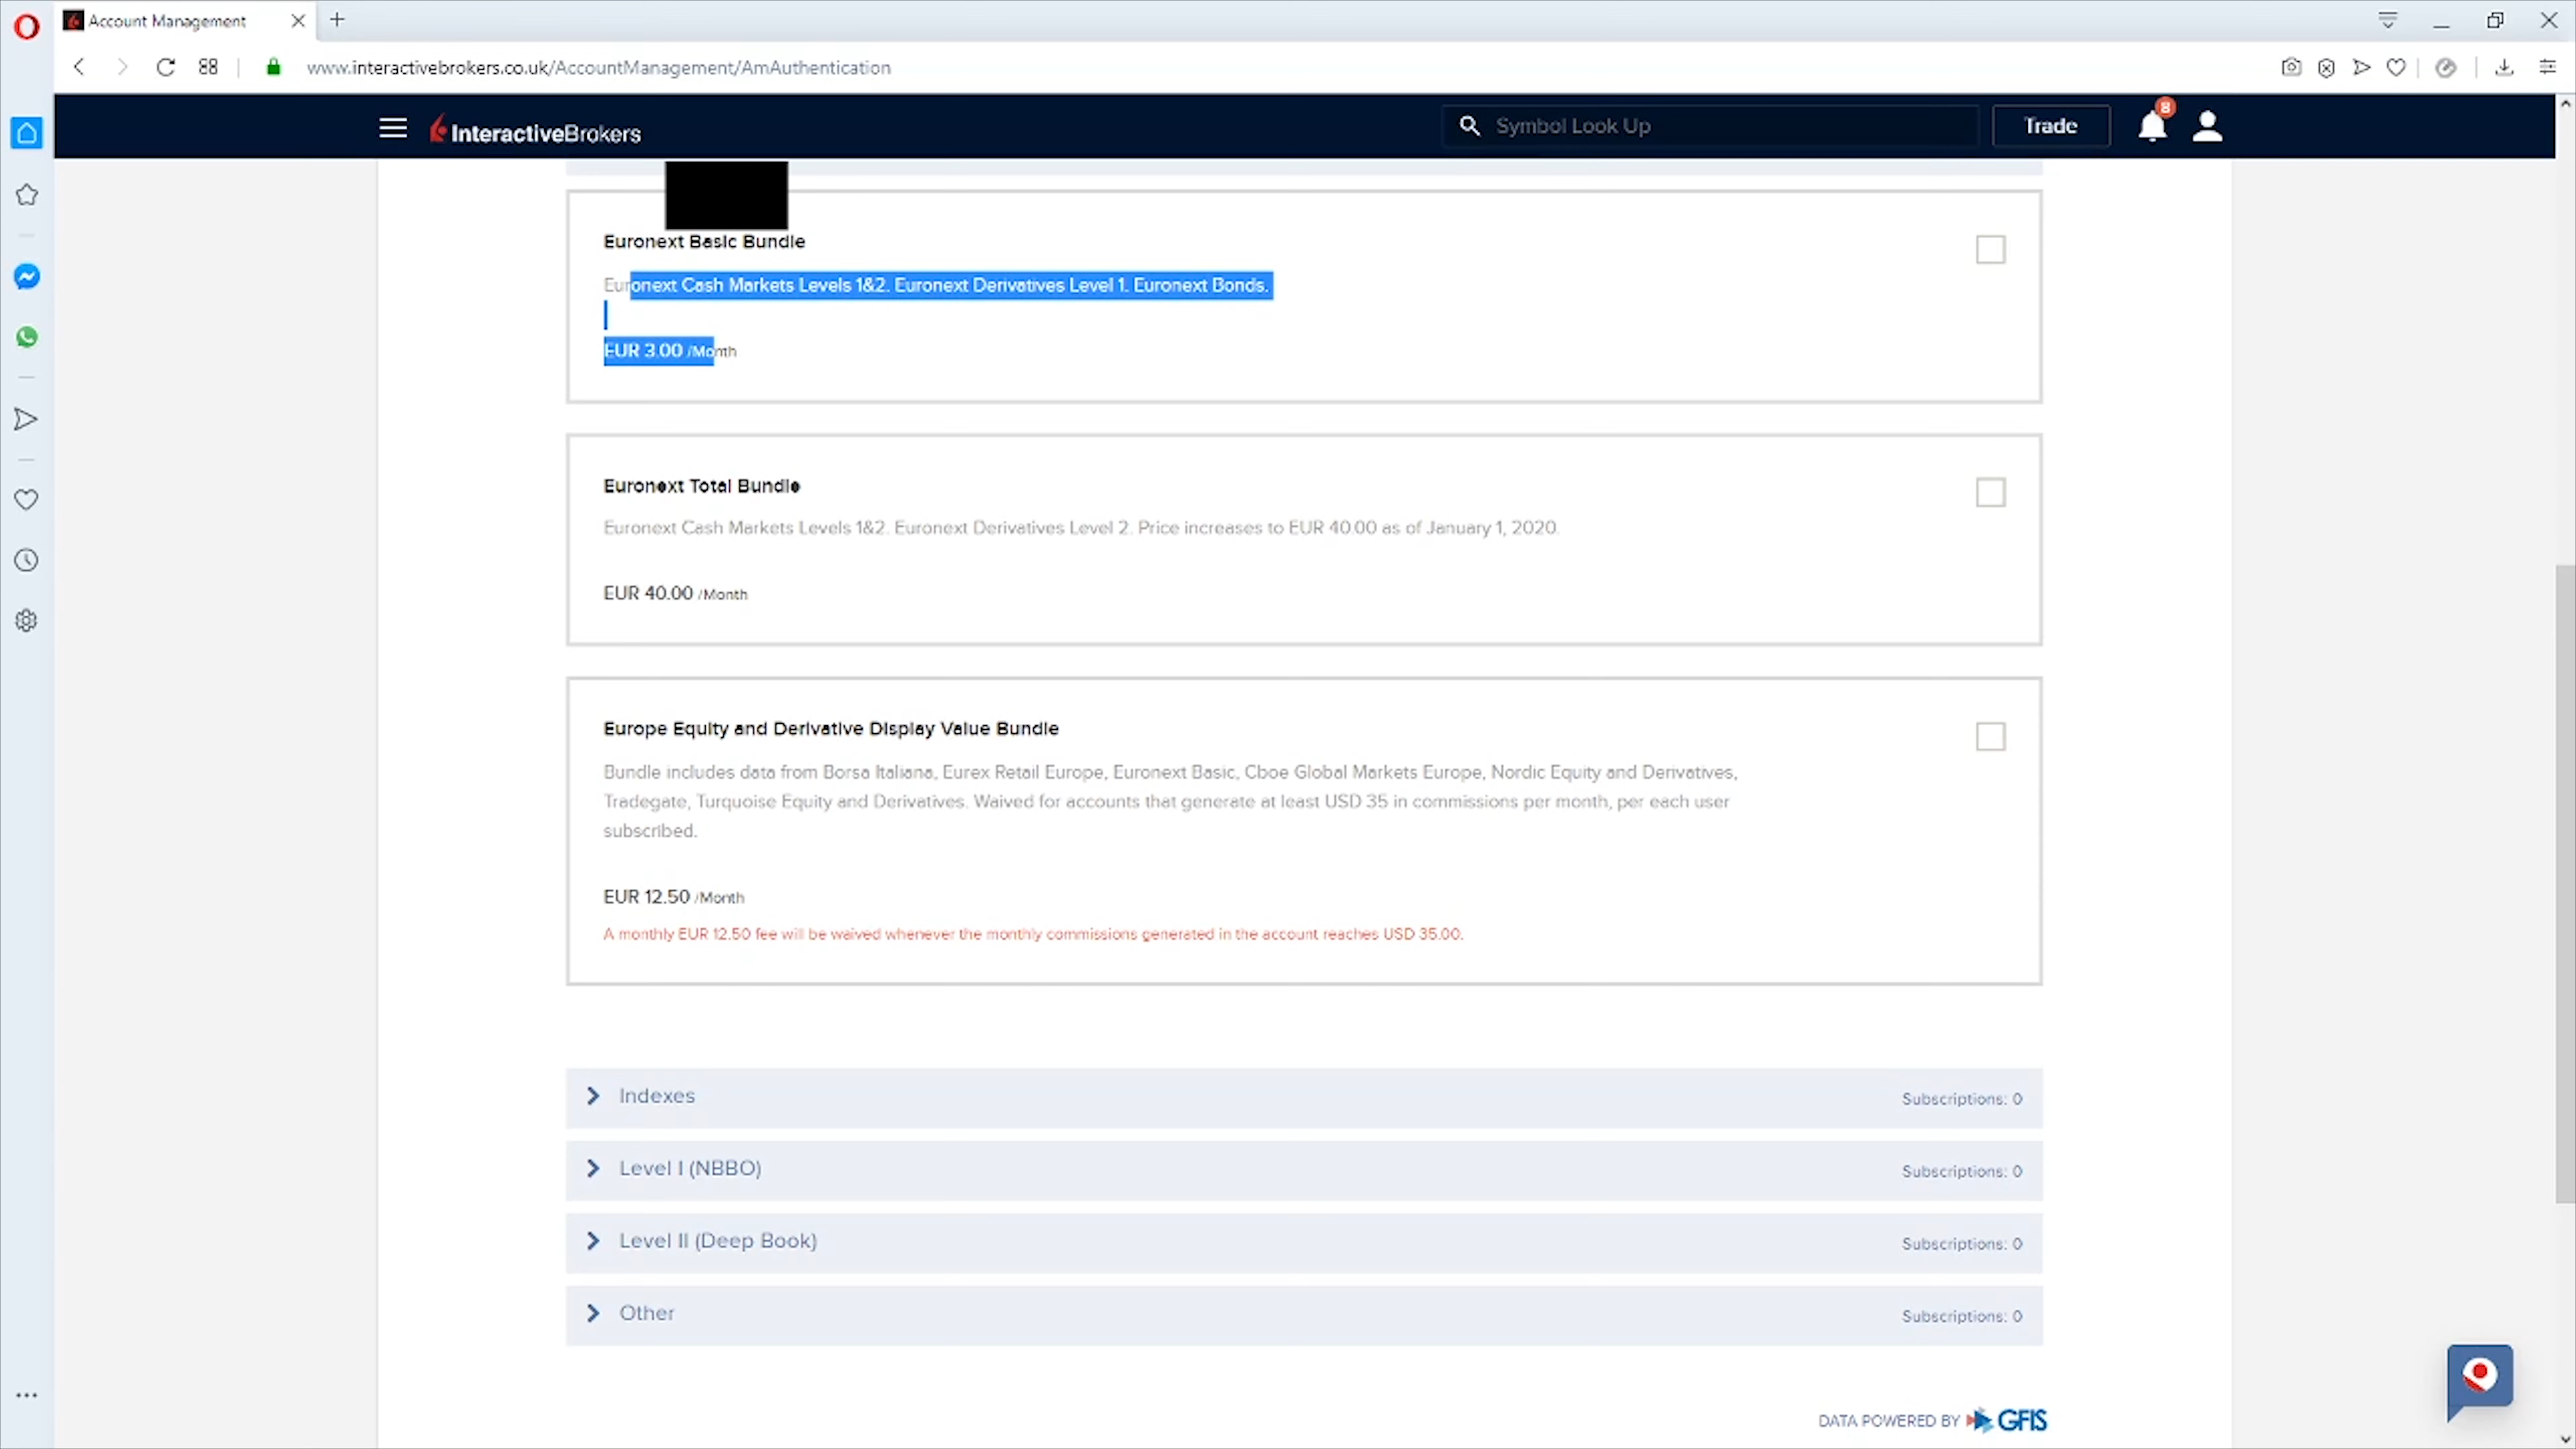 Account Management
www.interactivebrokers.co.uk/AccountManagement/AmAuthentication
InteractiveBrokers
Symbol Look Up
Trade
8
Euronext Basic Bundle
Euronext Cash Markets Levels 1&2. Euronext Derivatives Level 1. Euronext Bonds.
EUR 3.00 /Month
Euronext Total Bundle
Euronext Cash Markets Levels 1&2. Euronext Derivatives Level 2. Price increases to EUR 40.00 as of January 1, 2020.
EUR 40.00 /Month
Europe Equity and Derivative Display Value Bundle
Bundle includes data from Borsa Italiana, Eurex Retail Europe, Euronext Basic, Cboe Global Markets Europe, Nordic Equity and Derivatives,
Tradegate, Turquoise Equity and Derivatives. Waived for accounts that generate at least USD 35 in commissions per month, per each user
subscribed.
EUR 12.50 /Month
A monthly EUR 12.50 fee will be waived whenever the monthly commissions generated in the account reaches USD 35.00.
Indexes
Subscriptions: 0
Level I (NBBO)
Subscriptions: 0
Level II (Deep Book)
Subscriptions: 0
Other
Subscriptions: 0
DATA POWERED BY GFIS